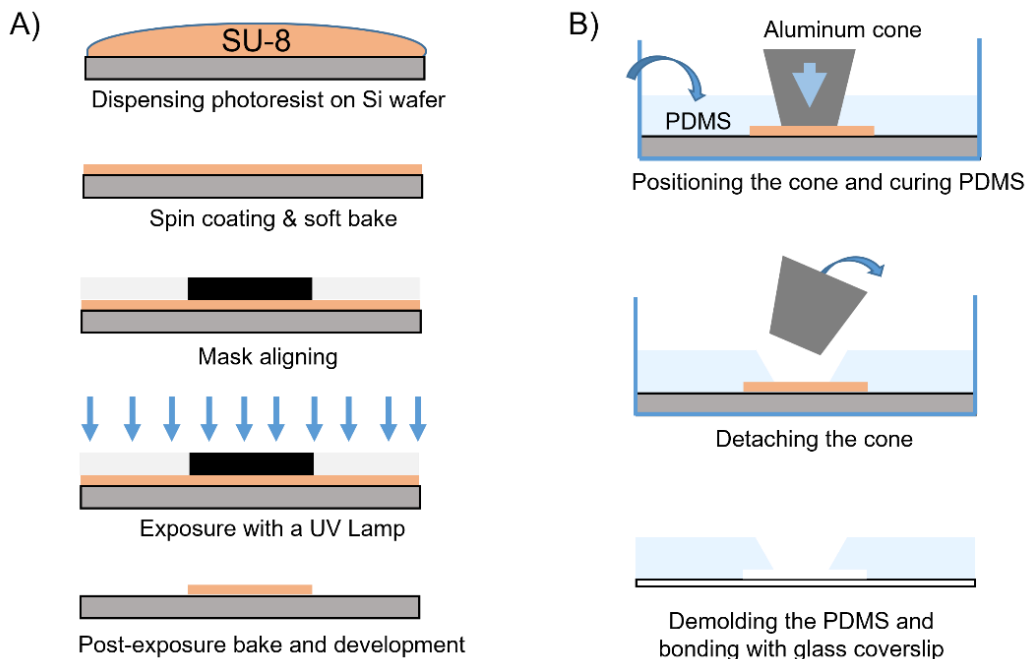 A)
SU-8
Dispensing photoresist on Si wafer
Spin coating & soft bake
Mask aligning
Exposure with a UV Lamp
Post-exposure bake and development
B)
Aluminum cone
PDMS
Positioning the cone and curing PDMS
Detaching the cone
Demolding the PDMS and
bonding with glass coverslip